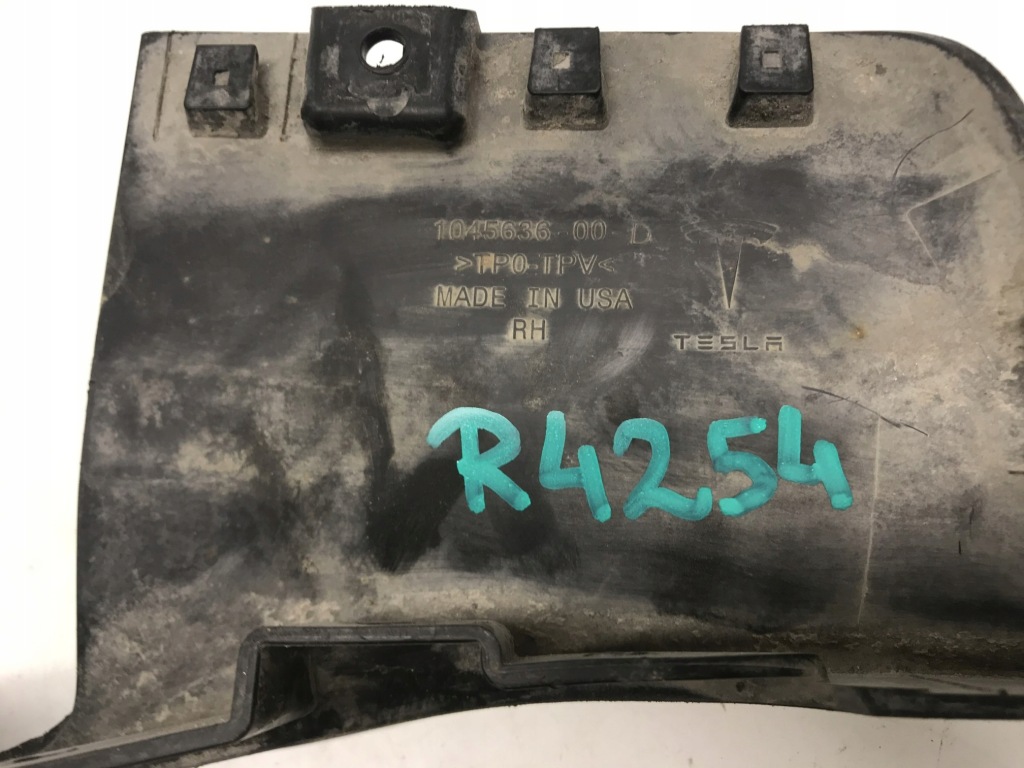 1045636-00-D
>TPO-TPV<
MADE IN USA
RH
TESLA
R4254